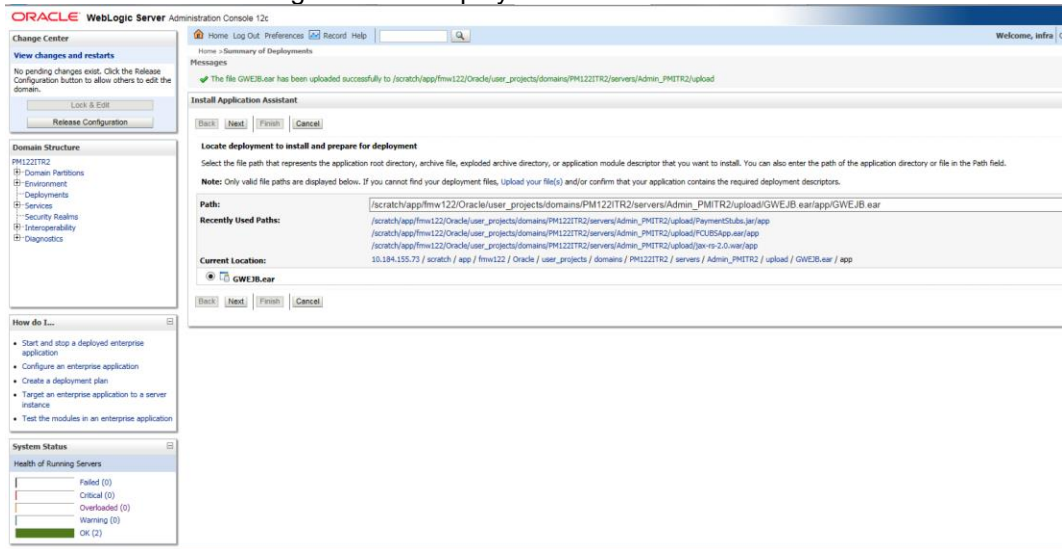 ORACLE WebLogic Server Administration Console 12c
Change Center
View changes and restarts
No pending changes exist. Click the Release
Configuration button to allow others to edit the
domain.
Lock & Edit
Release Configuration
Domain Structure
PM122ITR2
Domain Partitions
Environment
Deployments
Services
Security Realms
Interoperability
Diagnostics
How do I...
Start and stop a deployed enterprise
application
Configure an enterprise application
Create a deployment plan
Target an enterprise application to a server
instance
Test the modules in an enterprise application
System Status
Health of Running Servers
Failed (0)
Critical (0)
Overloaded (0)
Warning (0)
OK (2)
Home Log Out Preferences Record Help
Welcome, infra
Home >Summary of Deployments
Messages
The file GWEJB.ear has been uploaded successfully to /scratch/app/fmw122/Oracle/user_projects/domains/PM122ITR2/servers/Admin_PMITR2/upload
Install Application Assistant
Back Next Finish Cancel
Locate deployment to install and prepare for deployment
Select the file path that represents the application root directory, archive file, exploded archive directory, or application module descriptor that you want to install. You can also enter the path of the application directory or file in the Path field.
Note: Only valid file paths are displayed below. If you cannot find your deployment files, Upload your file(s) and/or confirm that your application contains the required deployment descriptors.
Path: /scratch/app/fmw122/Oracle/user_projects/domains/PM122ITR2/servers/Admin_PMITR2/upload/GWEJB.ear/app/GWEJB.ear
Recently Used Paths: /scratch/app/fmw122/Oracle/user_projects/domains/PM122ITR2/servers/Admin_PMITR2/upload/PaymentStubs.jar/app
/scratch/app/fmw122/Oracle/user_projects/domains/PM122ITR2/servers/Admin_PMITR2/upload/FCUBSApp.ear/app
/scratch/app/fmw122/Oracle/user_projects/domains/PM122ITR2/servers/Admin_PMITR2/upload/jax-rs-2.0.war/app
Current Location: 10.184.155.73 / scratch / app / fmw122 / Oracle / user_projects / domains / PM122ITR2 / servers / Admin_PMITR2 / upload / GWEJB.ear / app
GWEJB.ear
Back Next Finish Cancel